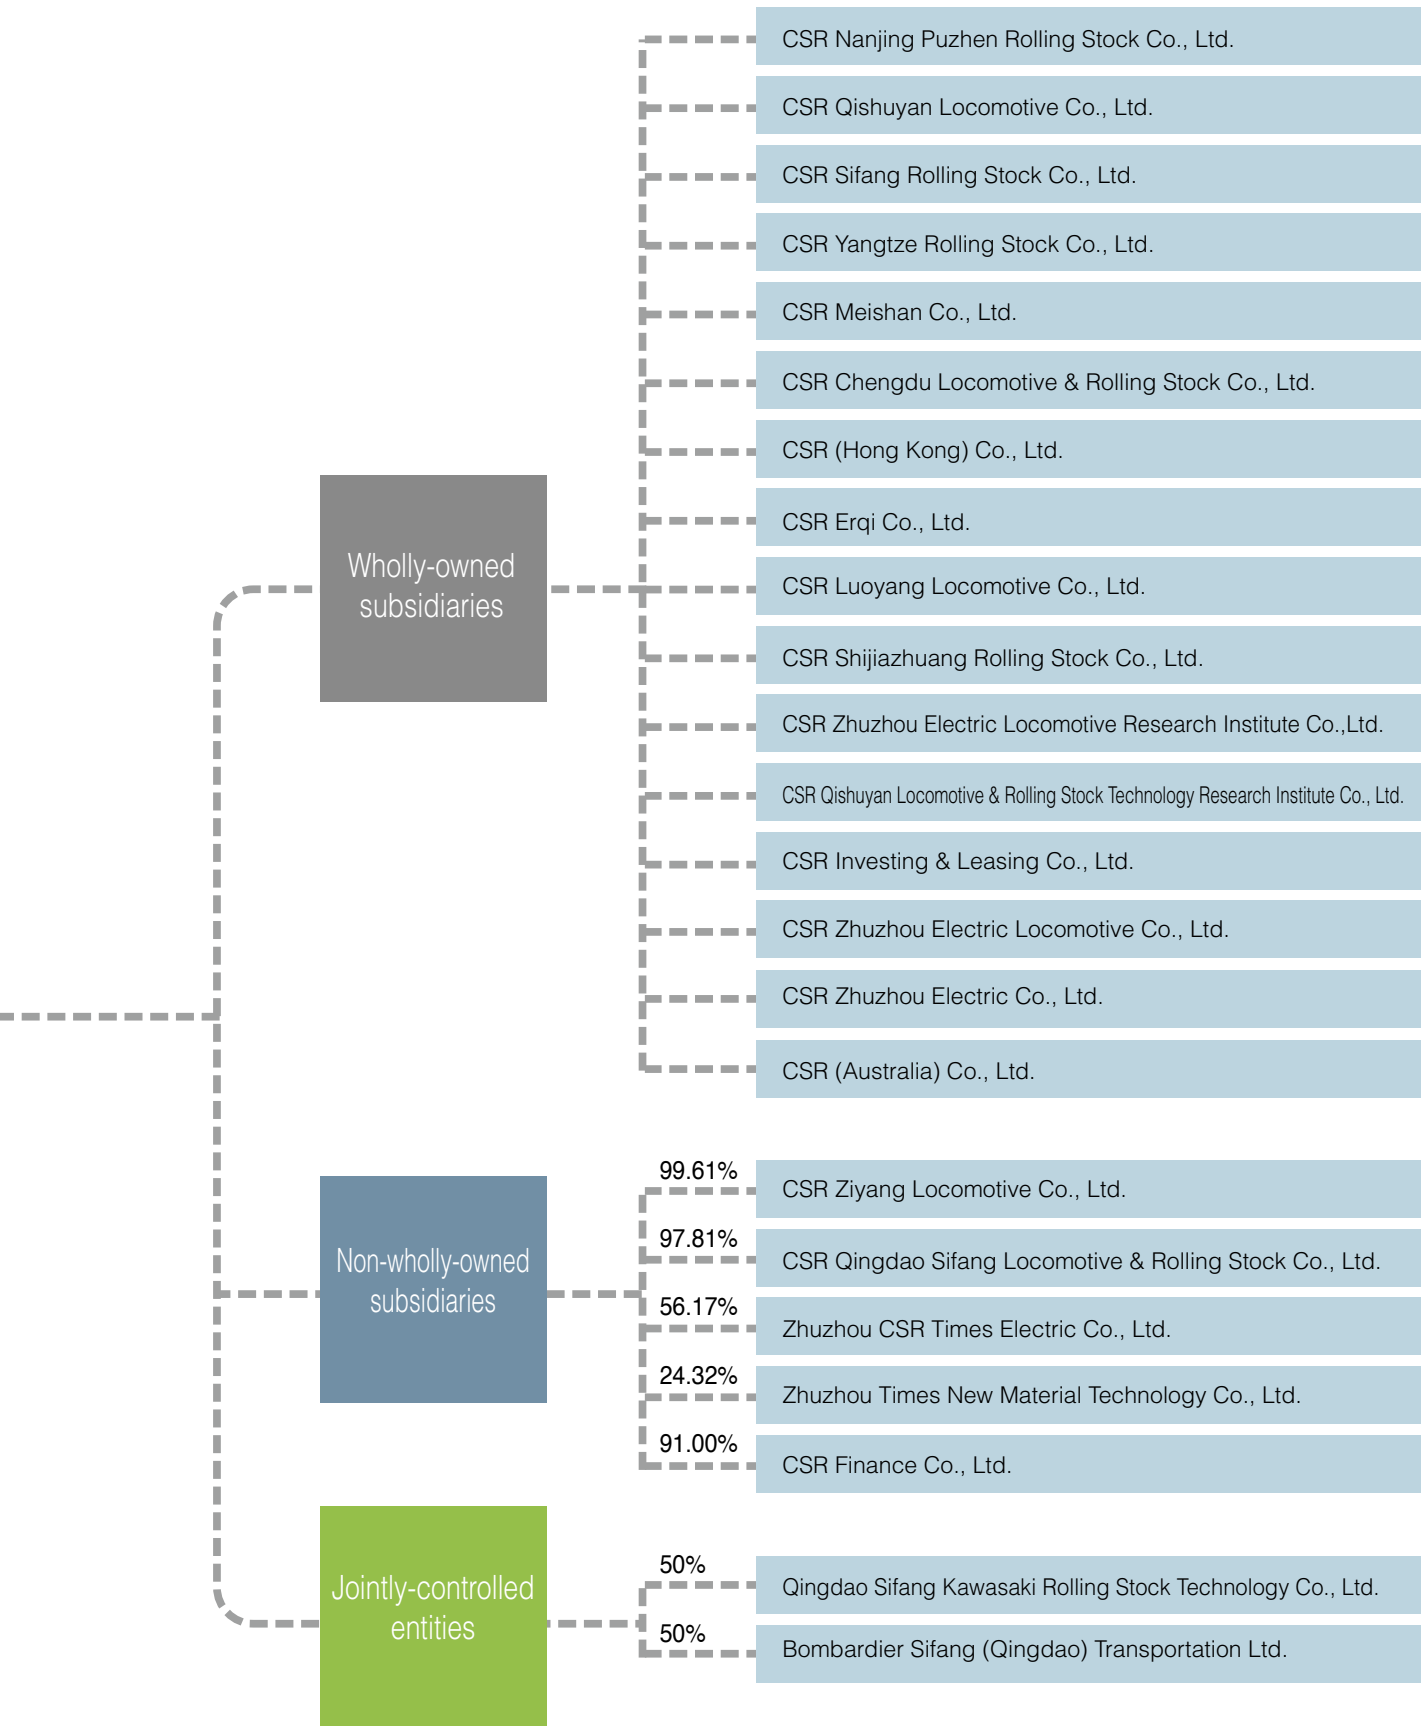 CSR Nanjing Puzhen Rolling Stock Co., Ltd.
CSR Qishuyan Locomotive Co., Ltd.
CSR Sifang Rolling Stock Co., Ltd.
CSR Yangtze Rolling Stock Co., Ltd.
CSR Meishan Co., Ltd.
CSR Chengdu Locomotive & Rolling Stock Co., Ltd.
CSR (Hong Kong) Co., Ltd.
CSR Erqi Co., Ltd.
Wholly-owned
subsidiaries
CSR Luoyang Locomotive Co., Ltd.
CSR Shijiazhuang Rolling Stock Co., Ltd.
CSR Zhuzhou Electric Locomotive Research Institute Co.,Ltd.
CSR Qishuyan Locomotive & Rolling Stock Technology Research Institute Co., Ltd.
CSR Investing & Leasing Co., Ltd.
CSR Zhuzhou Electric Locomotive Co., Ltd.
CSR Zhuzhou Electric Co., Ltd.
CSR (Australia) Co., Ltd.
Non-wholly-owned
subsidiaries
99.61%
CSR Ziyang Locomotive Co., Ltd.
97.81%
CSR Qingdao Sifang Locomotive & Rolling Stock Co., Ltd.
56.17%
Zhuzhou CSR Times Electric Co., Ltd.
24.32%
Zhuzhou Times New Material Technology Co., Ltd.
91.00%
CSR Finance Co., Ltd.
Jointly-controlled
entities
50%
Qingdao Sifang Kawasaki Rolling Stock Technology Co., Ltd.
50%
Bombardier Sifang (Qingdao) Transportation Ltd.